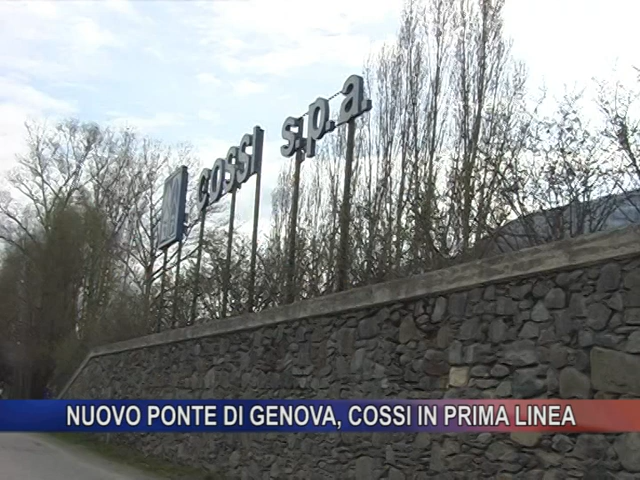 COSSI s.p.a.
NUOVO PONTE DI GENOVA, COSSI IN PRIMA LINEA